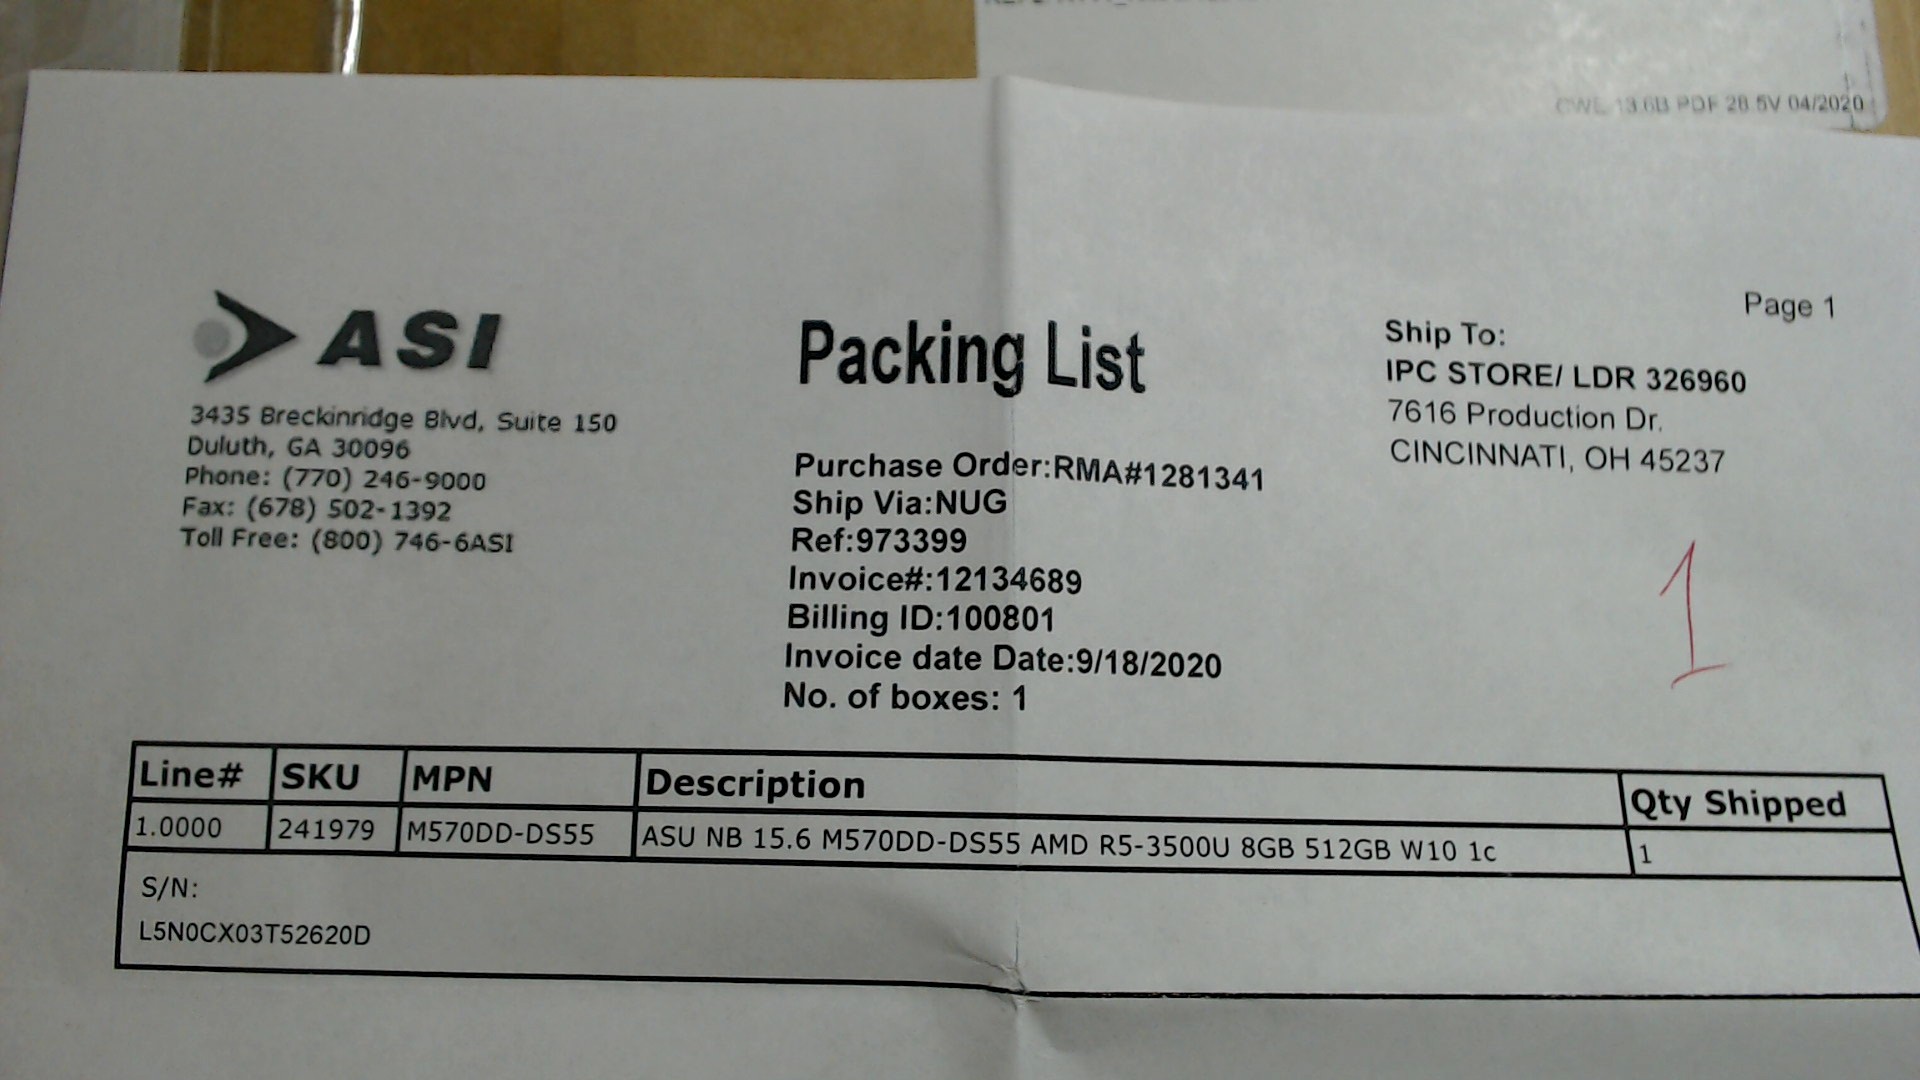 CWL 13.6B PDF 28.5V 04/2020
Page 1
ASI
3435 Breckinridge Blvd, Suite 150
Duluth, GA 30096
Phone: (770) 246-9000
Fax: (678) 502-1392
Toll Free: (800) 746-6ASI
Packing List
Purchase Order:RMA#1281341
Ship Via:NUG
Ref:973399
Invoice#:12134689
Billing ID:100801
Invoice date Date:9/18/2020
No. of boxes: 1
Ship To:
IPC STORE/ LDR 326960
7616 Production Dr.
CINCINNATI, OH 45237
1
Line# SKU MPN Description Qty Shipped
1.0000 241979 M570DD-DS55 ASU NB 15.6 M570DD-DS55 AMD R5-3500U 8GB 512GB W10 1c 1
S/N:
L5N0CX03T52620D